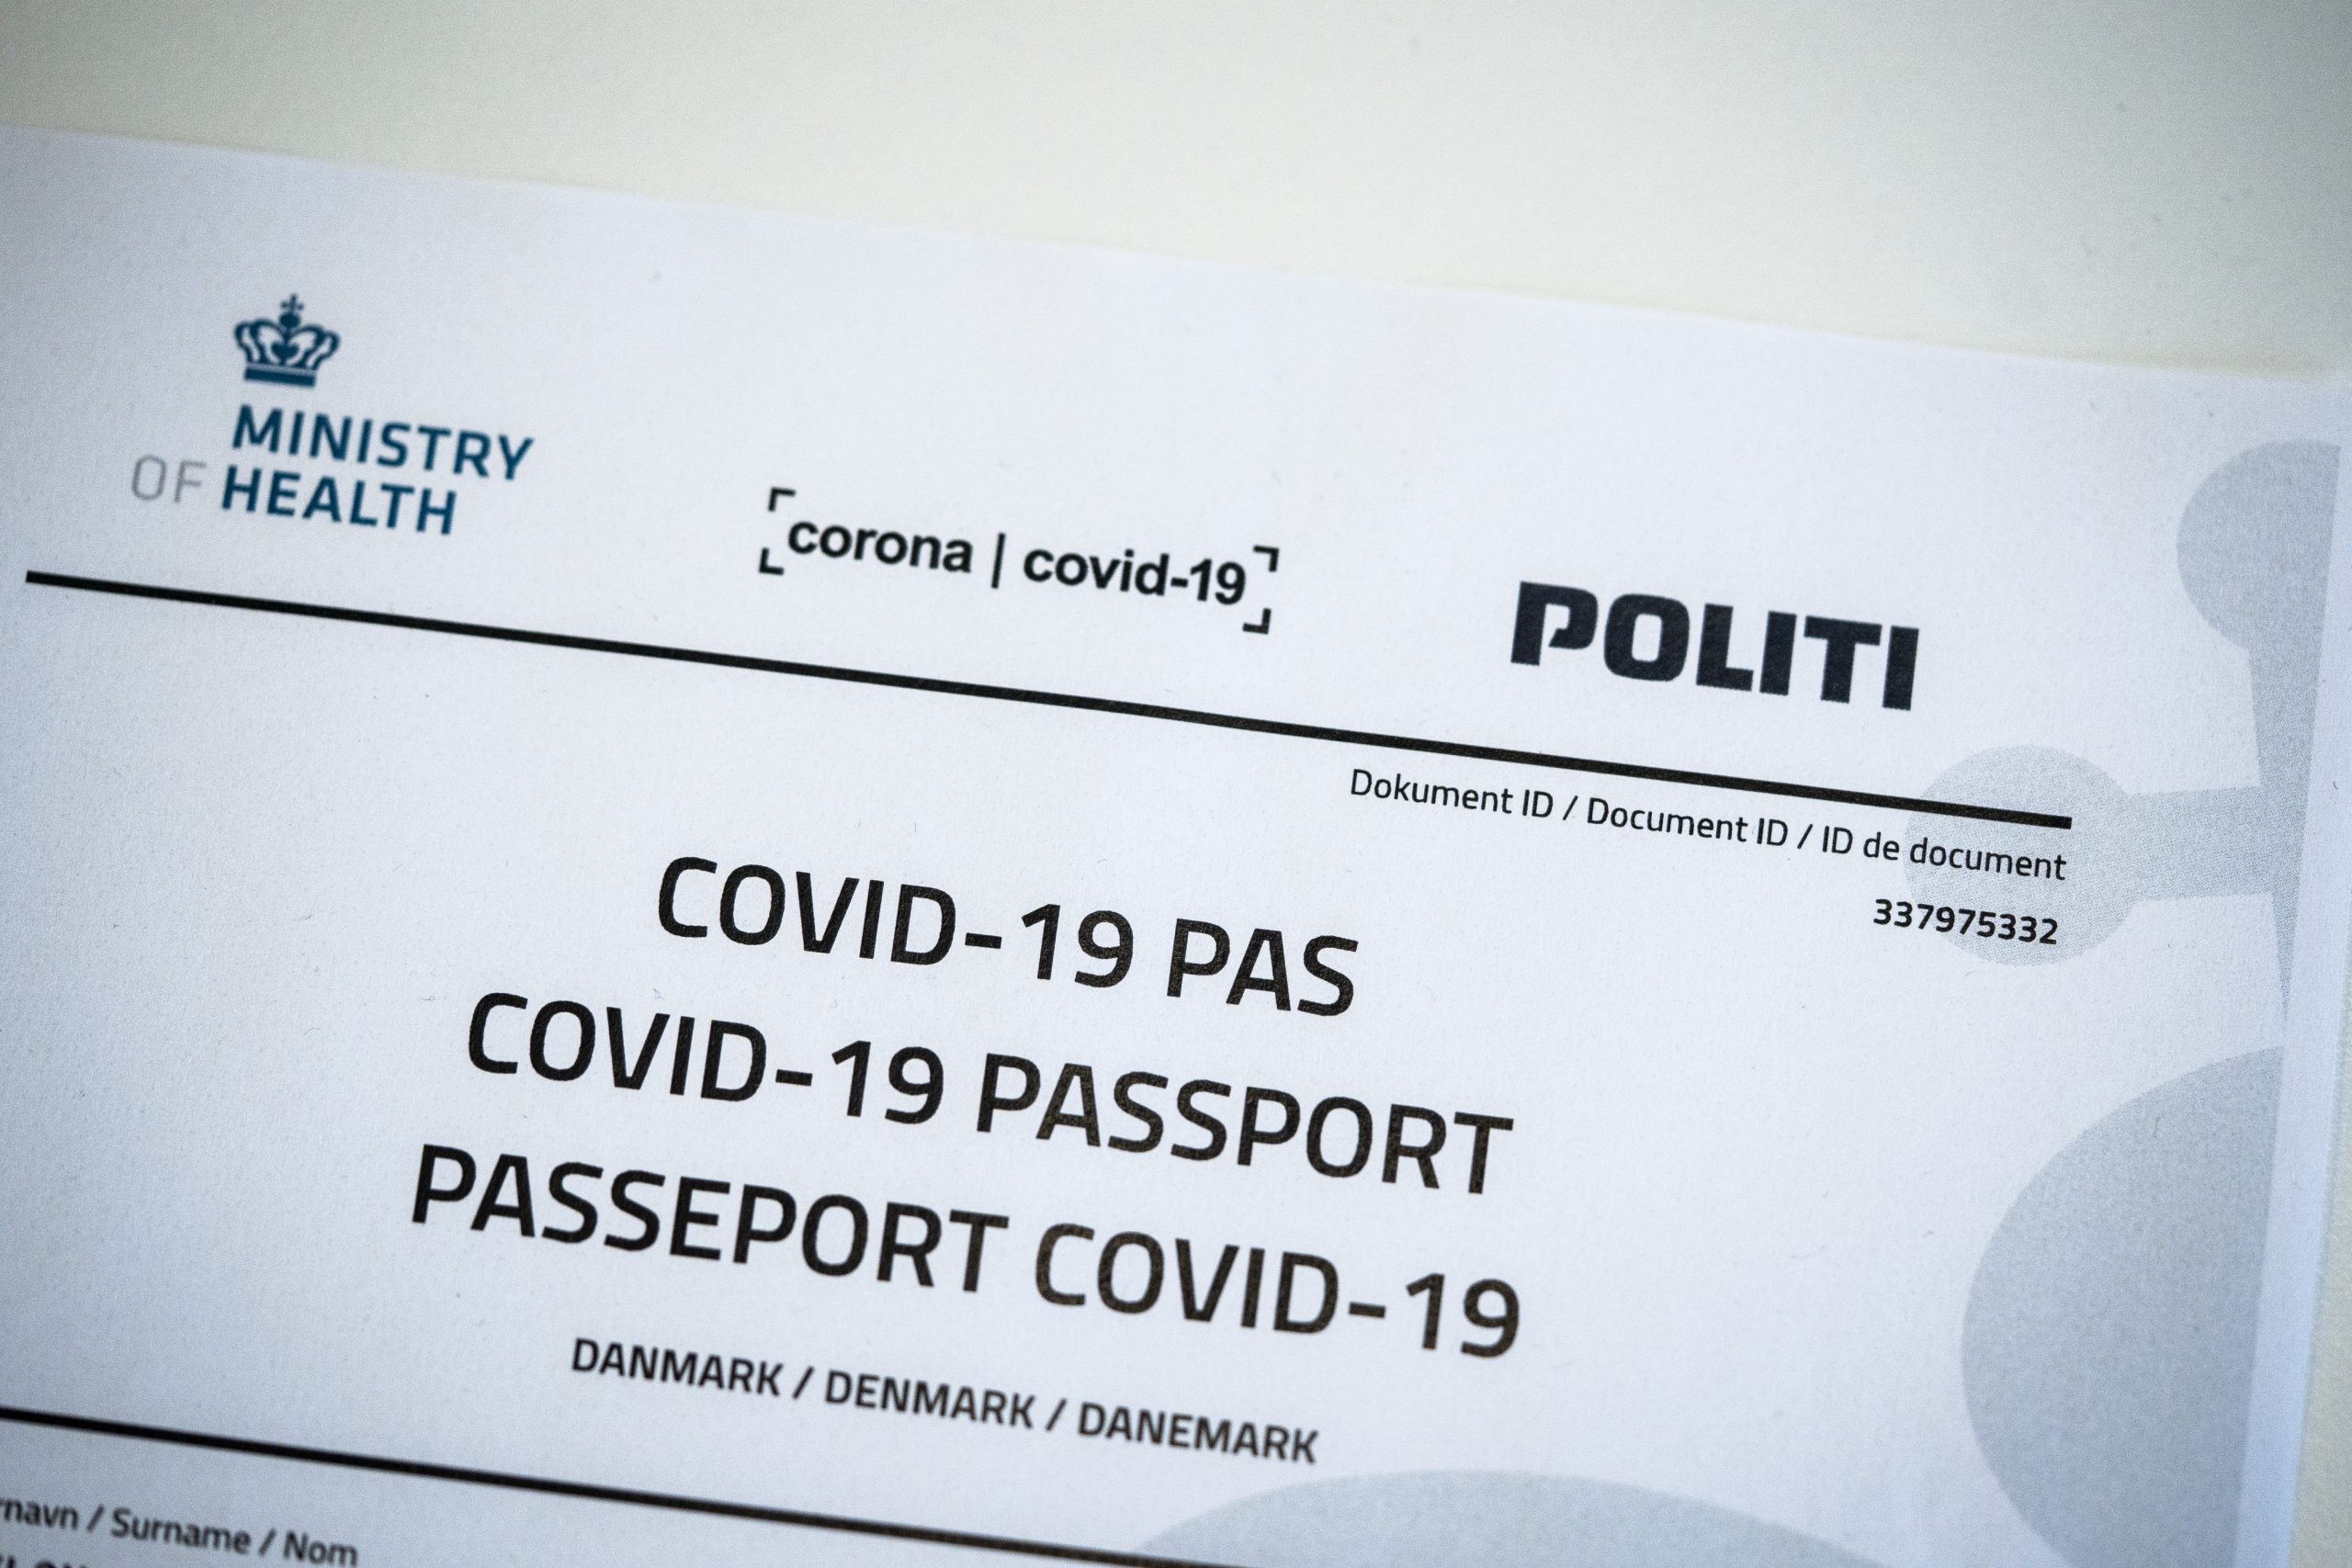 MINISTRY
OF HEALTH
corona | covid-19
POLITI
Dokument ID / Document ID / ID de document
337975332
COVID-19 PAS
COVID-19 PASSPORT
PASSEPORT COVID-19
DANMARK / DENMARK / DANEMARK
/ Surname / Nom